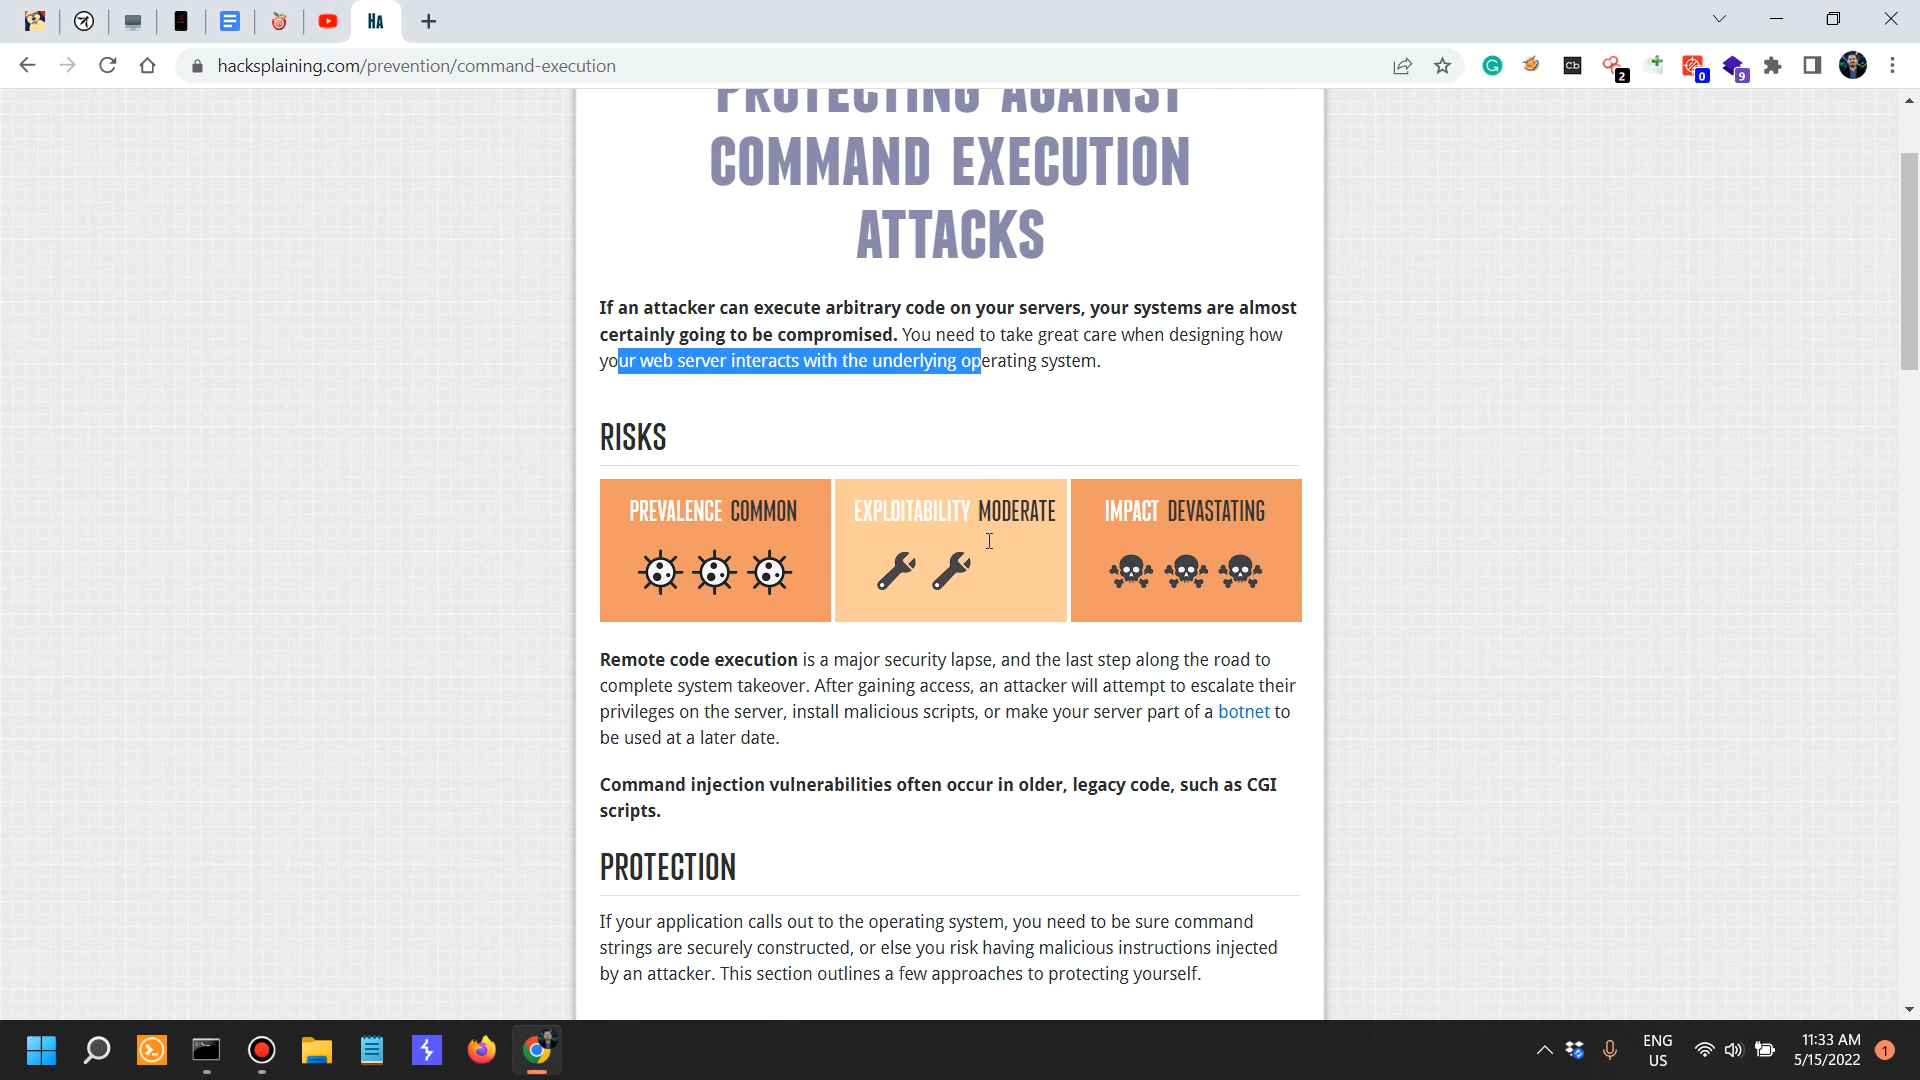 HA
hacksplaining.com/prevention/command-execution
Cb
2
0
9
PROTECTING AGAINST
COMMAND EXECUTION
ATTACKS
If an attacker can execute arbitrary code on your servers, your systems are almost
certainly going to be compromised. You need to take great care when designing how
your web server interacts with the underlying operating system.
RISKS
PREVALENCE COMMON
EXPLOITABILITY MODERATE
IMPACT DEVASTATING
Remote code execution is a major security lapse, and the last step along the road to
complete system takeover. After gaining access, an attacker will attempt to escalate their
privileges on the server, install malicious scripts, or make your server part of a botnet to
be used at a later date.
Command injection vulnerabilities often occur in older, legacy code, such as CGI
scripts.
PROTECTION
If your application calls out to the operating system, you need to be sure command
strings are securely constructed, or else you risk having malicious instructions injected
by an attacker. This section outlines a few approaches to protecting yourself.
ENG
US
11:33 AM
5/15/2022
1